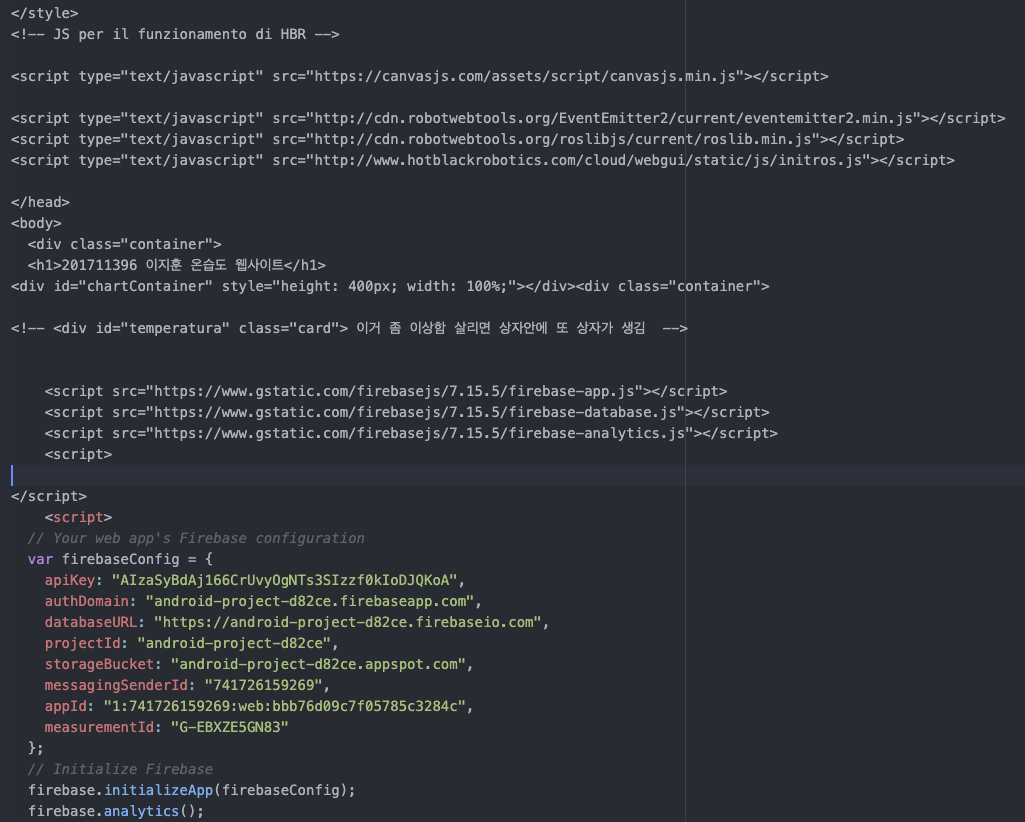 </style>
<!-- JS per il funzionamento di HBR -->
<script type="text/javascript" src="https://canvasjs.com/assets/script/canvasjs.min.js"></script>
<script type="text/javascript" src="http://cdn.robotwebtools.org/EventEmitter2/current/eventemitter2.min.js"></script>
<script type="text/javascript" src="http://cdn.robotwebtools.org/roslibjs/current/roslib.min.js"></script>
<script type="text/javascript" src="http://www.hotblackrobotics.com/cloud/webgui/static/js/initros.js"></script>
</head>
<body>
<div class="container">
<h1>201711396 이지훈 온습도 웹사이트</h1>
<div id="chartContainer" style="height: 400px; width: 100%;"></div><div class="container">
<!-- <div id="temperatura" class="card"> 이거 좀 이상함 살리면 상자안에 또 상자가 생김  -->
<script src="https://www.gstatic.com/firebasejs/7.15.5/firebase-app.js"></script>
<script src="https://www.gstatic.com/firebasejs/7.15.5/firebase-database.js"></script>
<script src="https://www.gstatic.com/firebasejs/7.15.5/firebase-analytics.js"></script>
<script>
</script>
<script>
// Your web app's Firebase configuration
var firebaseConfig = {
apiKey: "AIzaSyBdAj166CrUvyOgNTs3SIzzf0kIoDJQKoA",
authDomain: "android-project-d82ce.firebaseapp.com",
databaseURL: "https://android-project-d82ce.firebaseio.com",
projectId: "android-project-d82ce",
storageBucket: "android-project-d82ce.appspot.com",
messagingSenderId: "741726159269",
appId: "1:741726159269:web:bbb76d09c7f05785c3284c",
measurementId: "G-EBXZE5GN83"
};
// Initialize Firebase
firebase.initializeApp(firebaseConfig);
firebase.analytics();